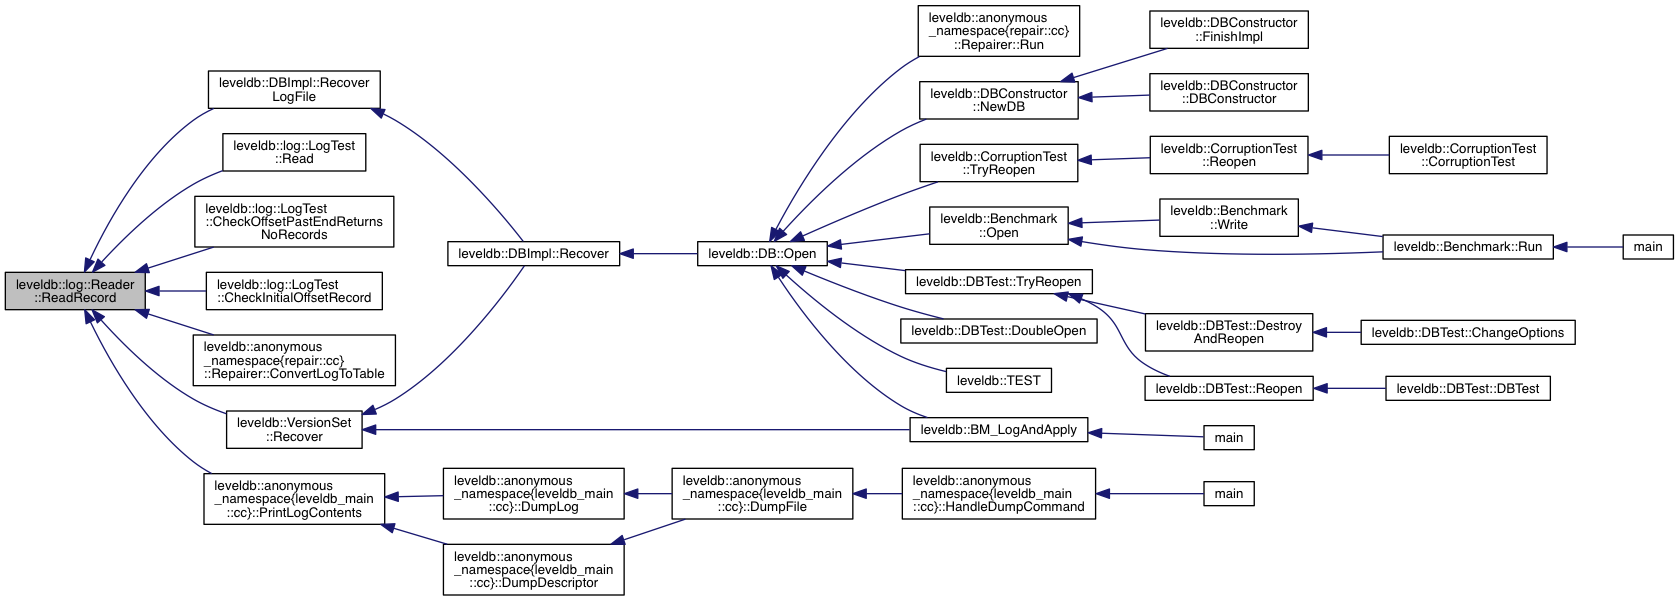 leveldb::log::Reader
::ReadRecord
leveldb::DBImpl::Recover
LogFile
leveldb::log::LogTest
::Read
leveldb::log::LogTest
::CheckOffsetPastEndReturns
NoRecords
leveldb::log::LogTest
::CheckInitialOffsetRecord
leveldb::anonymous
_namespace{repair::cc}
::Repairer::ConvertLogToTable
leveldb::VersionSet
::Recover
leveldb::anonymous
_namespace{leveldb_main
::cc}::PrintLogContents
leveldb::DBImpl::Recover
leveldb::anonymous
_namespace{leveldb_main
::cc}::DumpLog
leveldb::anonymous
_namespace{leveldb_main
::cc}::DumpDescriptor
leveldb::DB::Open
leveldb::anonymous
_namespace{leveldb_main
::cc}::DumpFile
leveldb::anonymous
_namespace{repair::cc}
::Repairer::Run
leveldb::DBConstructor
::NewDB
leveldb::CorruptionTest
::TryReopen
leveldb::Benchmark
::Open
leveldb::DBTest::TryReopen
leveldb::DBTest::DoubleOpen
leveldb::TEST
leveldb::BM_LogAndApply
leveldb::anonymous
_namespace{leveldb_main
::cc}::HandleDumpCommand
leveldb::DBConstructor
::FinishImpl
leveldb::DBConstructor
::DBConstructor
leveldb::CorruptionTest
::Reopen
leveldb::Benchmark
::Write
leveldb::DBTest::Destroy
AndReopen
leveldb::DBTest::Reopen
main
main
leveldb::CorruptionTest
::CorruptionTest
leveldb::Benchmark::Run
leveldb::DBTest::ChangeOptions
leveldb::DBTest::DBTest
main